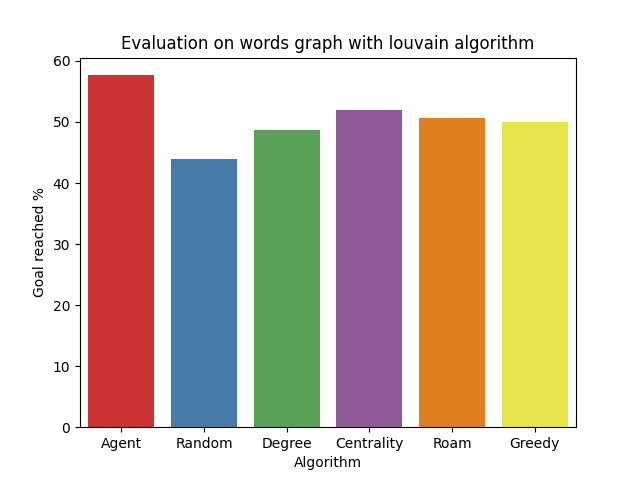 Evaluation on words graph with louvain algorithm
60
50
40
30
20
10
0
Goal reached %
Agent Random Degree Centrality Roam Greedy
Algorithm